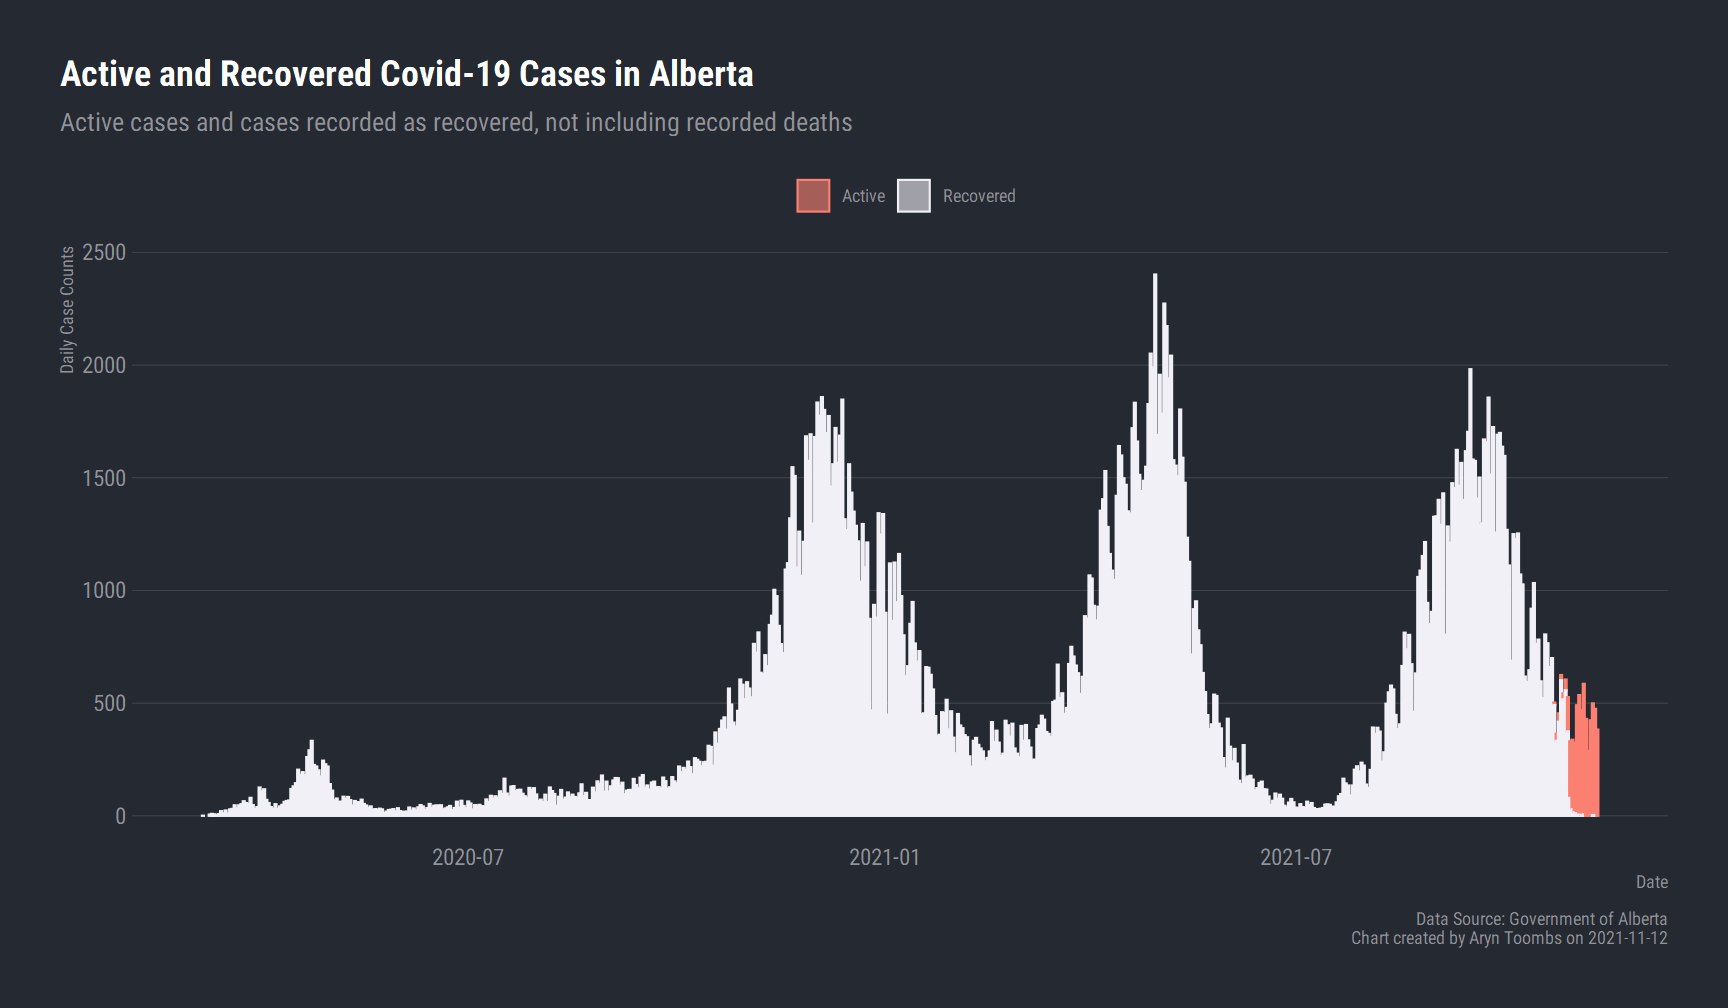 Active and Recovered Covid-19 Cases in Alberta
Active cases and cases recorded as recovered, not including recorded deaths
Active
Recovered
Daily Case Counts
2500
2000
1500
1000
500
0
2020-07
2021-01
2021-07
Date
Data Source: Government of Alberta
Chart created by Aryn Toombs on 2021-11-12